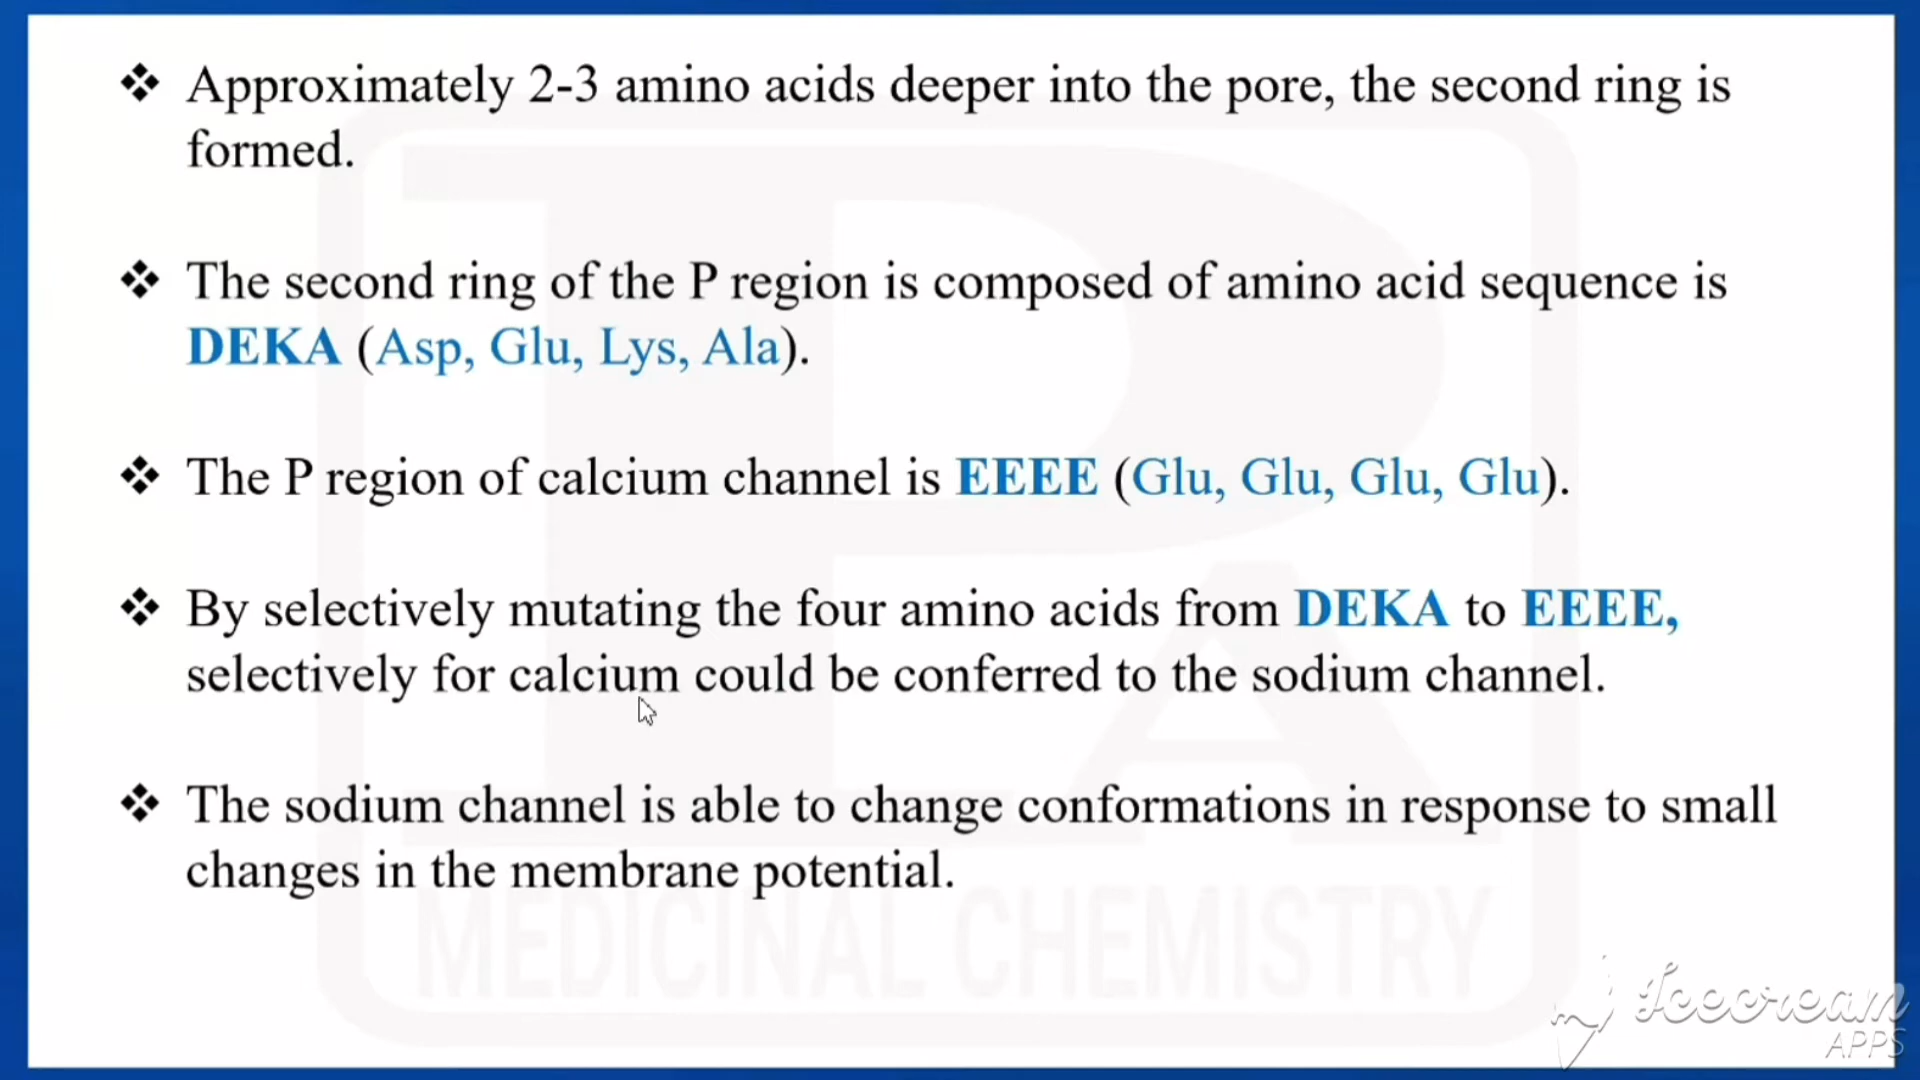 ❖ Approximately 2-3 amino acids deeper into the pore, the second ring is
formed.
❖ The second ring of the P region is composed of amino acid sequence is
DEKA (Asp, Glu, Lys, Ala).
❖ The P region of calcium channel is EEEE (Glu, Glu, Glu, Glu).
❖ By selectively mutating the four amino acids from DEKA to EEEE,
selectively for calcium could be conferred to the sodium channel.
❖ The sodium channel is able to change conformations in response to small
changes in the membrane potential.
PA
MEDICINAL CHEMISTRY
Icecream
APPS